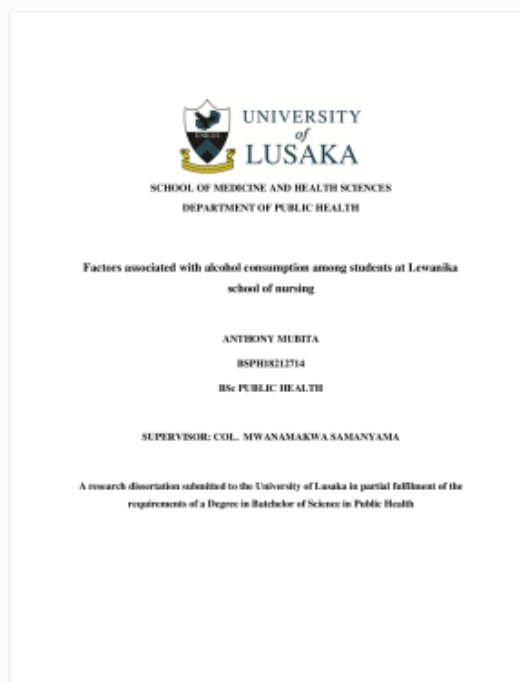 UNIVERSITY
of
LUSAKA
SCHOOL OF MEDICINE AND HEALTH SCIENCES
DEPARTMENT OF PUBLIC HEALTH
Factors associated with alcohol consumption among students at Lewanika
school of nursing
ANTHONY MUBITA
BSPH18212714
BSc PUBLIC HEALTH
SUPERVISOR: COL. MWANAMAKWA SAMANYAMA
A research dissertation submitted to the University of Lusaka in partial fulfilment of the
requirements of a Degree in Batchelor of Science in Public Health